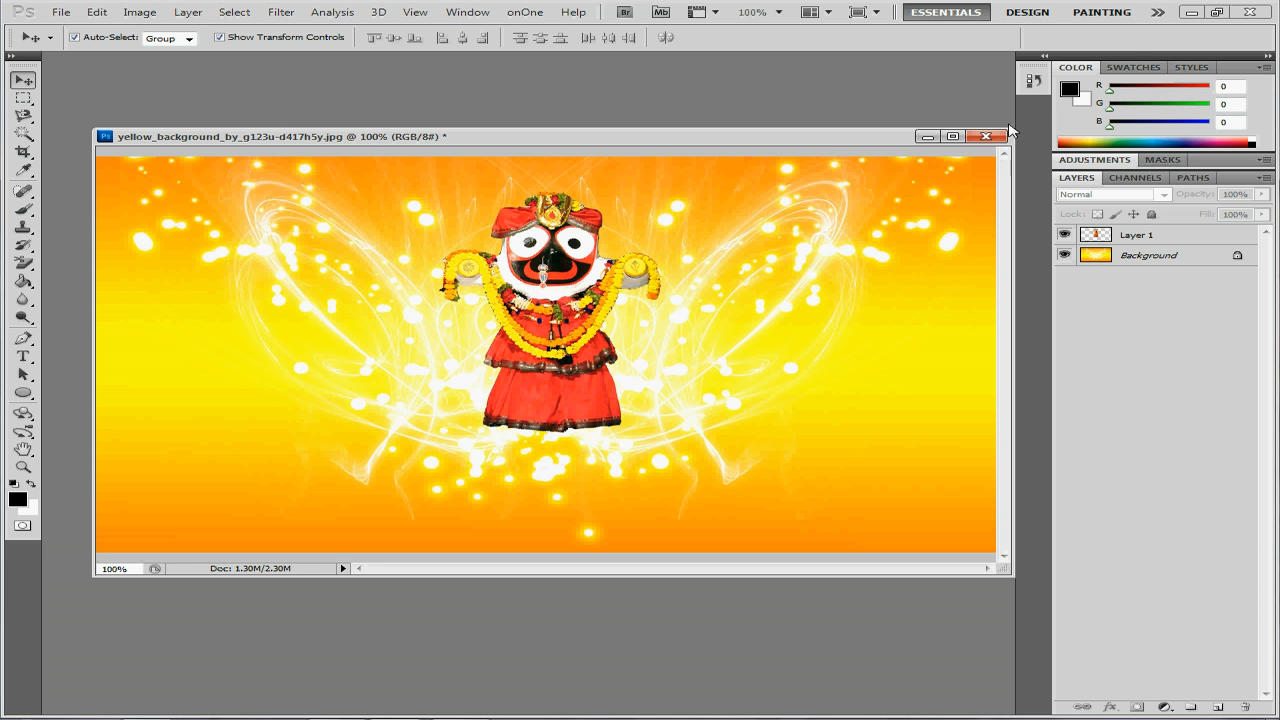 Ps File Edit Image Layer Select Filter Analysis 3D View Window onOne Help Br Mb 100% ESSENTIALS DESIGN PAINTING
Auto-Select: Group Show Transform Controls
COLOR SWATCHES STYLES
R 0
G 0
B 0
Ps yellow_background_by_g123u-d417h5y.jpg @ 100% (RGB/8#) *
ADJUSTMENTS MASKS
LAYERS CHANNELS PATHS
Normal Opacity: 100%
Lock: Fill: 100%
Layer 1
Background
T
100% Doc: 1.30M/2.30M
fx